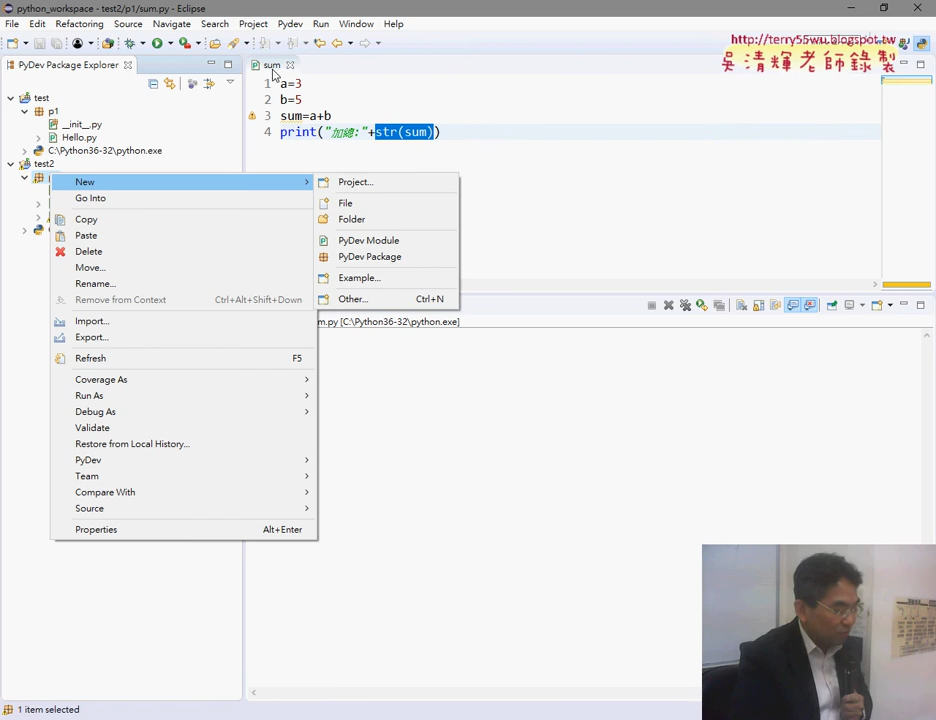 python_workspace - test2/p1/sum.py - Eclipse
File Edit Refactoring Source Navigate Search Project Pydev Run Window Help
http://terry55wu.blogspot.tw
吳清輝老師錄製
PyDev Package Explorer
sum
test
p1
__init__.py
Hello.py
C:\Python36-32\python.exe
test2
1 a=3
2 b=5
3 sum=a+b
4 print("加總:"+str(sum))
New
Go Into
Copy
Paste
Delete
Move...
Rename...
Remove from Context Ctrl+Alt+Shift+Down
Import...
Export...
Refresh F5
Coverage As
Run As
Debug As
Validate
Restore from Local History...
PyDev
Team
Compare With
Source
Properties Alt+Enter
Project...
File
Folder
PyDev Module
PyDev Package
Example...
Other... Ctrl+N
m.py [C:\Python36-32\python.exe]
1 item selected